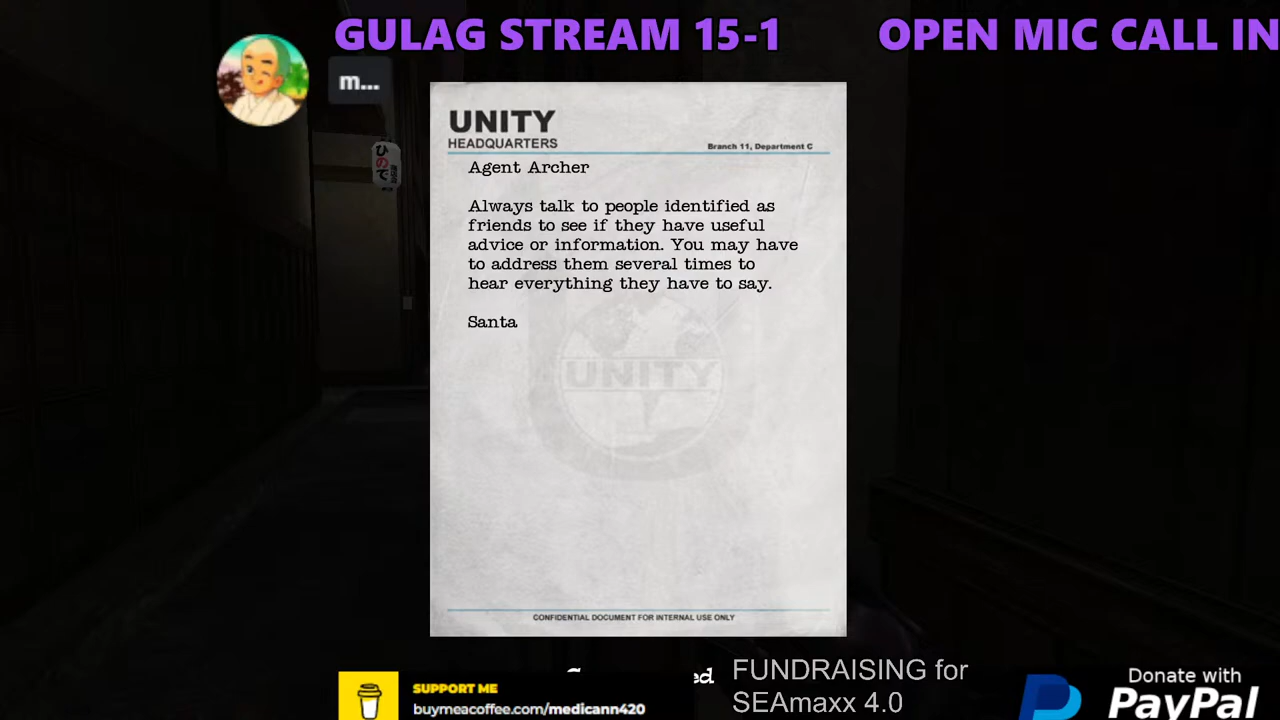 GULAG STREAM 15-1 OPEN MIC CALL IN
m...
UNITY
HEADQUARTERS
Branch 11, Department C
ひので
Agent Archer
Always talk to people identified as
friends to see if they have useful
advice or information. You may have
to address them several times to
hear everything they have to say.
Santa
UNITY
CONFIDENTIAL DOCUMENT FOR INTERNAL USE ONLY
FUNDRAISING for
SEAmaxx 4.0
SUPPORT ME
buymeacoffee.com/medicann420
Donate with
PayPal